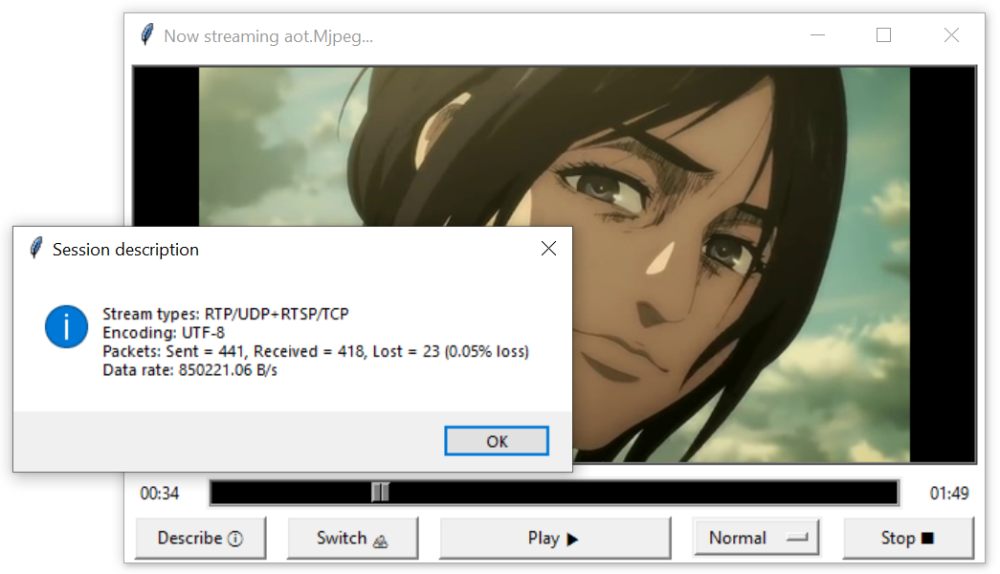 Now streaming aot.Mjpeg...
Session description
Stream types: RTP/UDP+RTSP/TCP
Encoding: UTF-8
Packets: Sent = 441, Received = 418, Lost = 23 (0.05% loss)
Data rate: 850221.06 B/s
OK
00:34
01:49
Describe ⓘ
Switch
Play ▶
Normal
Stop ■